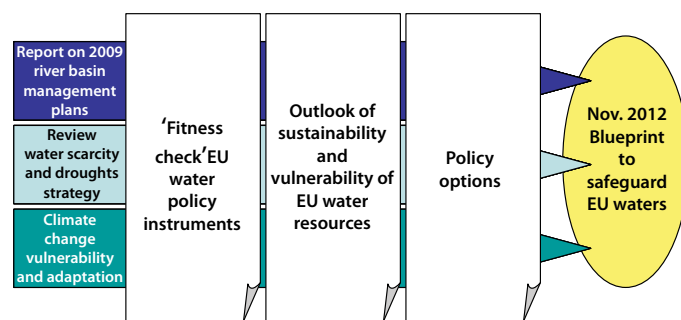 Report on 2009
river basin
management
plans
Review
water scarcity
and droughts
strategy
Climate
change
vulnerability
and adaptation
‘Fitness
check’EU
water
policy
instruments
Outlook of
sustainability
and
vulnerability of
EU water
resources
Policy
options
Nov. 2012
Blueprint
to
safeguard
EU waters